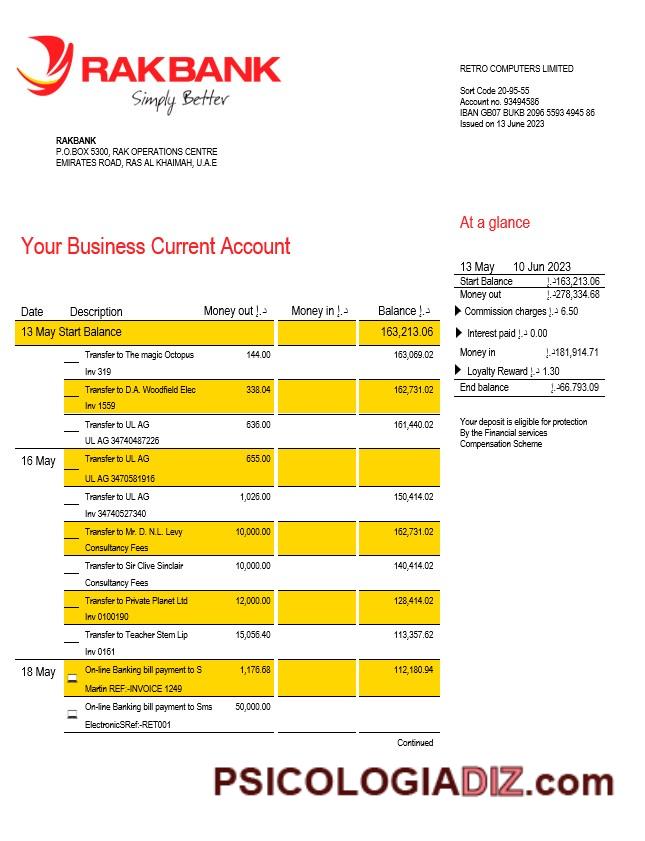 RAKBANK
Simply Better
RETRO COMPUTERS LIMITED
Sort Code 20-95-55
Account no. 93494586
IBAN GB07 BUKB 2096 5593 4945 86
Issued on 13 June 2023
RAKBANK
P.O.BOX 5300, RAK OPERATIONS CENTRE
EMIRATES ROAD, RAS AL KHAIMAH, U.A.E
At a glance
Your Business Current Account
13 May 10 Jun 2023
Start Balance د.إ163,213.06
Money out د.إ278,334.68
Commission charges د.إ 6.50
Interest paid د.إ 0.00
Money in د.إ181,914.71
Loyalty Reward د.إ 1.30
End balance د.إ66.793.09
Your deposit is eligible for protection
By the Financial services
Compensation Scheme
Date Description Money out د.إ Money in د.إ Balance د.إ
13 May Start Balance 163,213.06
Transfer to The magic Octopus 144.00 163,069.02
Inv 319
Transfer to D.A. Woodfield Elec 338.04 162,731.02
Inv 1559
Transfer to UL AG 636.00 161,440.02
UL AG 34740487226
16 May Transfer to UL AG 655.00
UL AG 3470581916
Transfer to UL AG 1,026.00 150,414.02
Inv 34740527340
Transfer to Mr. D. N.L. Levy 10,000.00 162,731.02
Consultancy Fees
Transfer to Sir Clive Sinclair 10,000.00 140,414.02
Consultancy Fees
Transfer to Private Planet Ltd 12,000.00 128,414.02
Inv 0100190
Transfer to Teacher Stem Lip 15,056.40 113,357.62
Inv 0161
18 May On-line Banking bill payment to S 1,176.68 112,180.94
Martin REF:-INVOICE 1249
On-line Banking bill payment to Sms 50,000.00
ElectronicSRef:-RET001
Continued
PSICOLOGIADIZ.com